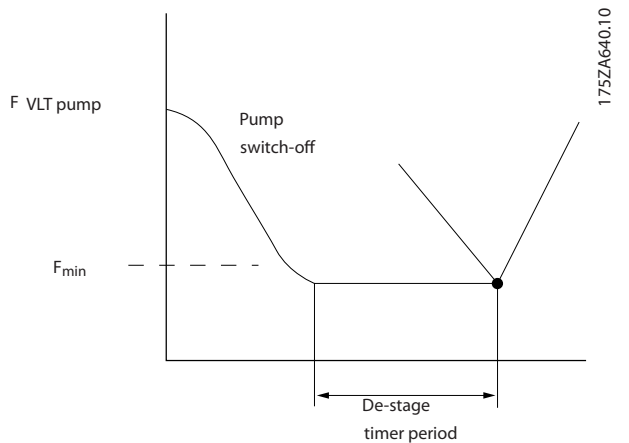 175ZA640.10
F VLT pump
Pump
switch-off
Fmin
De-stage
timer period